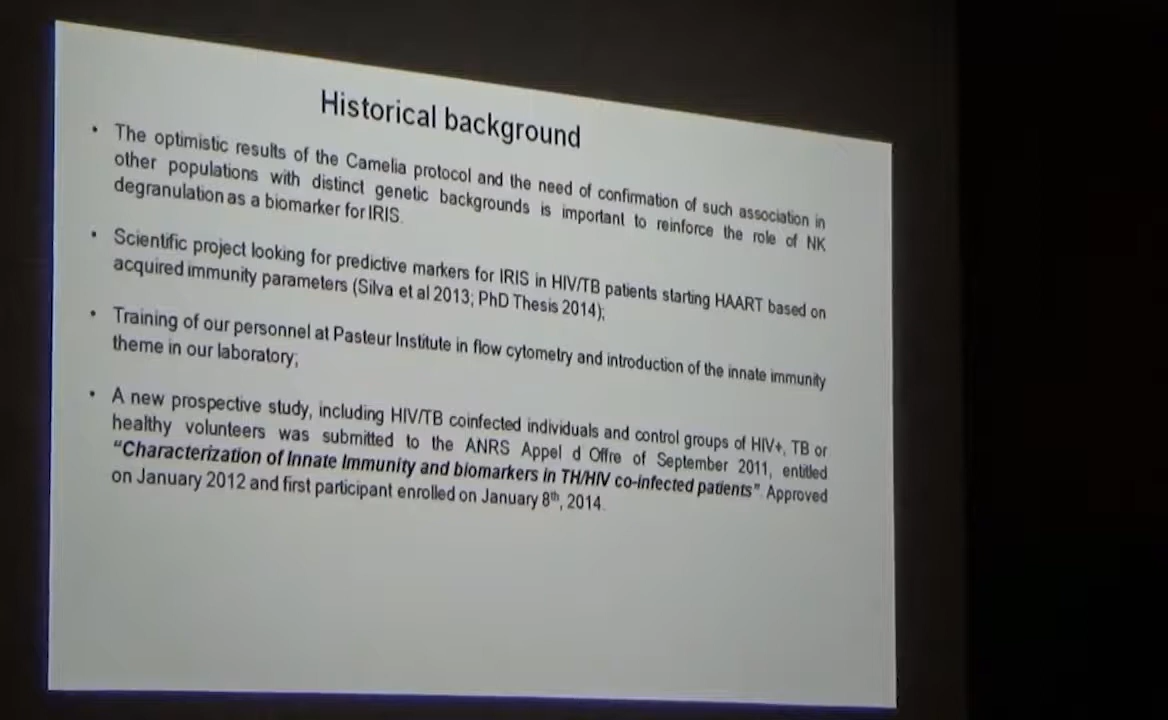 Historical background
• The optimistic results of the Camelia protocol and the need of confirmation of such association in
other populations with distinct genetic backgrounds is important to reinforce the role of NK
degranulation as a biomarker for IRIS.
• Scientific project looking for predictive markers for IRIS in HIV/TB patients starting HAART based on
acquired immunity parameters (Silva et al 2013; PhD Thesis 2014);
• Training of our personnel at Pasteur Institute in flow cytometry and introduction of the innate immunity
theme in our laboratory;
• A new prospective study, including HIV/TB coinfected individuals and control groups of HIV+, TB or
healthy volunteers was submitted to the ANRS Appel d Offre of September 2011, entitled
“Characterization of Innate Immunity and biomarkers in TH/HIV co-infected patients”. Approved
on January 2012 and first participant enrolled on January 8th, 2014.